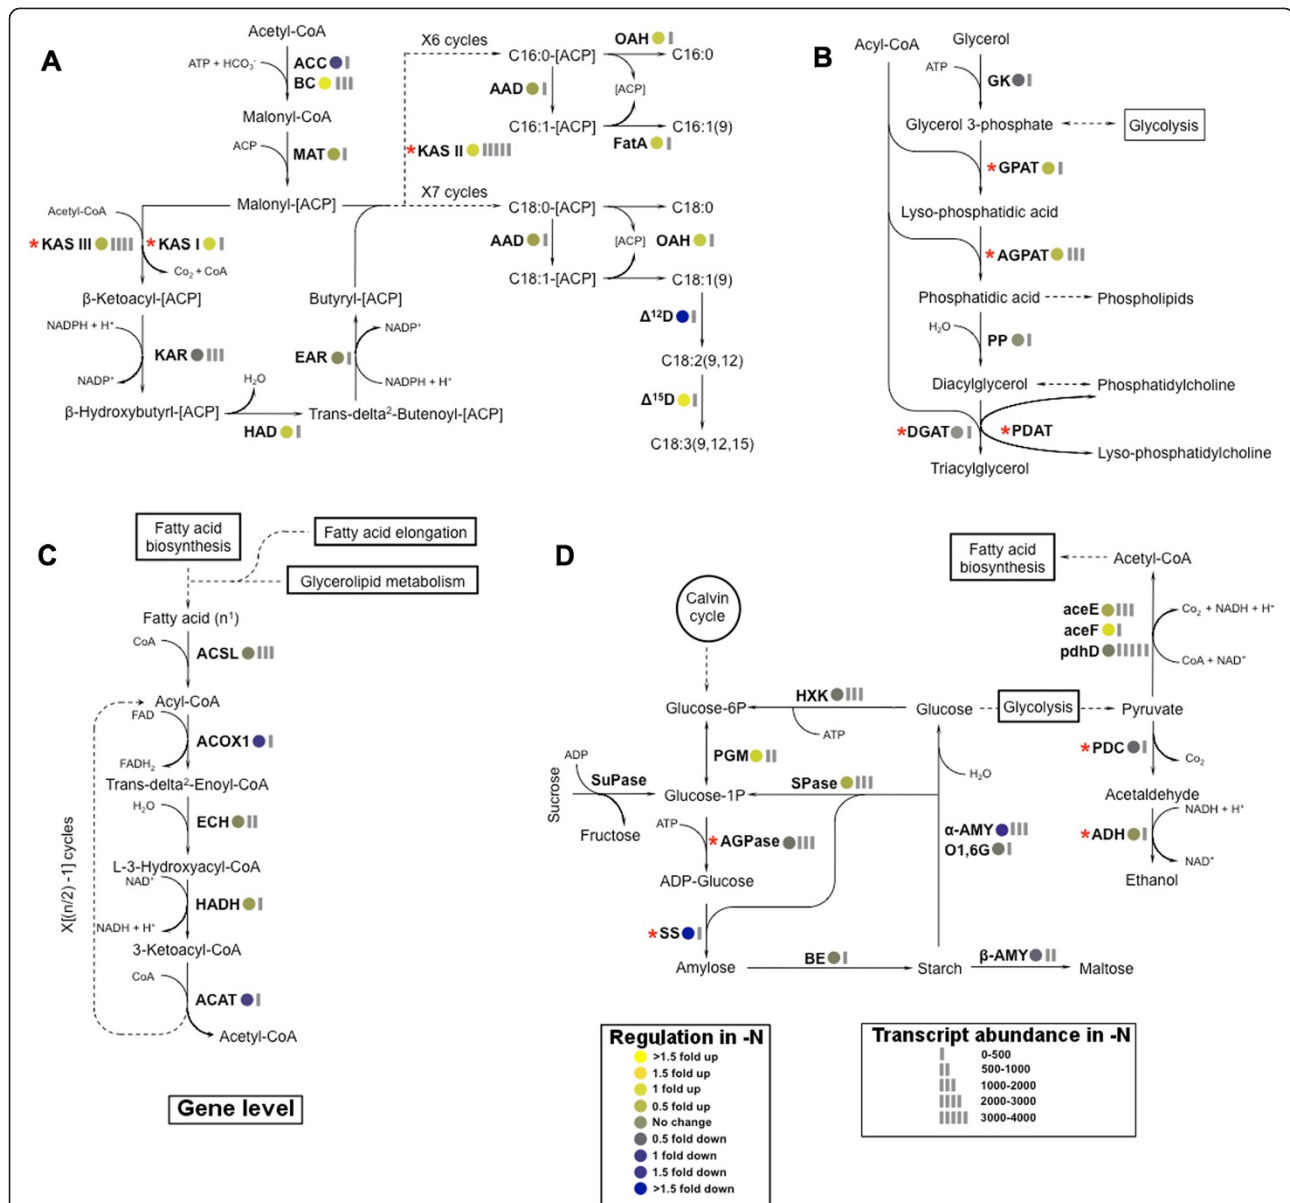 A
Acetyl-CoA
ATP + HCO₃⁻
ACC
BC
Malonyl-CoA
ACP
MAT
Malonyl-[ACP]
Acetyl-CoA
* KAS III
* KAS I
Co₂ + CoA
β-Ketoacyl-[ACP]
NADPH + H⁺
KAR
NADP⁺
β-Hydroxybutyrl-[ACP]
H₂O
HAD
Trans-delta²-Butenoyl-[ACP]
Butyryl-[ACP]
NADP⁺
EAR
NADPH + H⁺
X6 cycles
* KAS II
X7 cycles
C16:0-[ACP]
OAH
C16:0
AAD
[ACP]
C16:1-[ACP]
C16:1(9)
FatA
C18:0-[ACP]
C18:0
AAD
[ACP]
OAH
C18:1-[ACP]
C18:1(9)
Δ¹²D
C18:2(9,12)
Δ¹⁵D
C18:3(9,12,15)
B
Acyl-CoA
Glycerol
ATP
GK
Glycerol 3-phosphate
Glycolysis
* GPAT
Lyso-phosphatidic acid
* AGPAT
Phosphatidic acid
Phospholipids
H₂O
PP
Diacylglycerol
Phosphatidylcholine
* DGAT
* PDAT
Lyso-phosphatidylcholine
Triacylglycerol
C
Fatty acid
biosynthesis
Fatty acid elongation
Glycerolipid metabolism
Fatty acid (n¹)
CoA
ACSL
Acyl-CoA
FAD
ACOX1
FADH₂
Trans-delta²-Enoyl-CoA
H₂O
ECH
L-3-Hydroxyacyl-CoA
NAD⁺
HADH
NADH + H⁺
3-Ketoacyl-CoA
CoA
ACAT
Acetyl-CoA
X[(n/2) -1] cycles
Gene level
D
Calvin
cycle
Fatty acid
biosynthesis
Acetyl-CoA
aceE
aceF
pdhD
Co₂ + NADH + H⁺
CoA + NAD⁺
Glucose-6P
HXK
ATP
Glucose
Glycolysis
Pyruvate
PGM
H₂O
* PDC
Co₂
Sucrose
ADP
SuPase
Fructose
Glucose-1P
SPase
Acetaldehyde
ATP
* AGPase
α-AMY
O1,6G
NADH + H⁺
* ADH
NAD⁺
ADP-Glucose
Ethanol
* SS
Amylose
BE
Starch
β-AMY
Maltose
Regulation in -N
>1.5 fold up
1.5 fold up
1 fold up
0.5 fold up
No change
0.5 fold down
1 fold down
1.5 fold down
>1.5 fold down
Transcript abundance in -N
0-500
500-1000
1000-2000
2000-3000
3000-4000